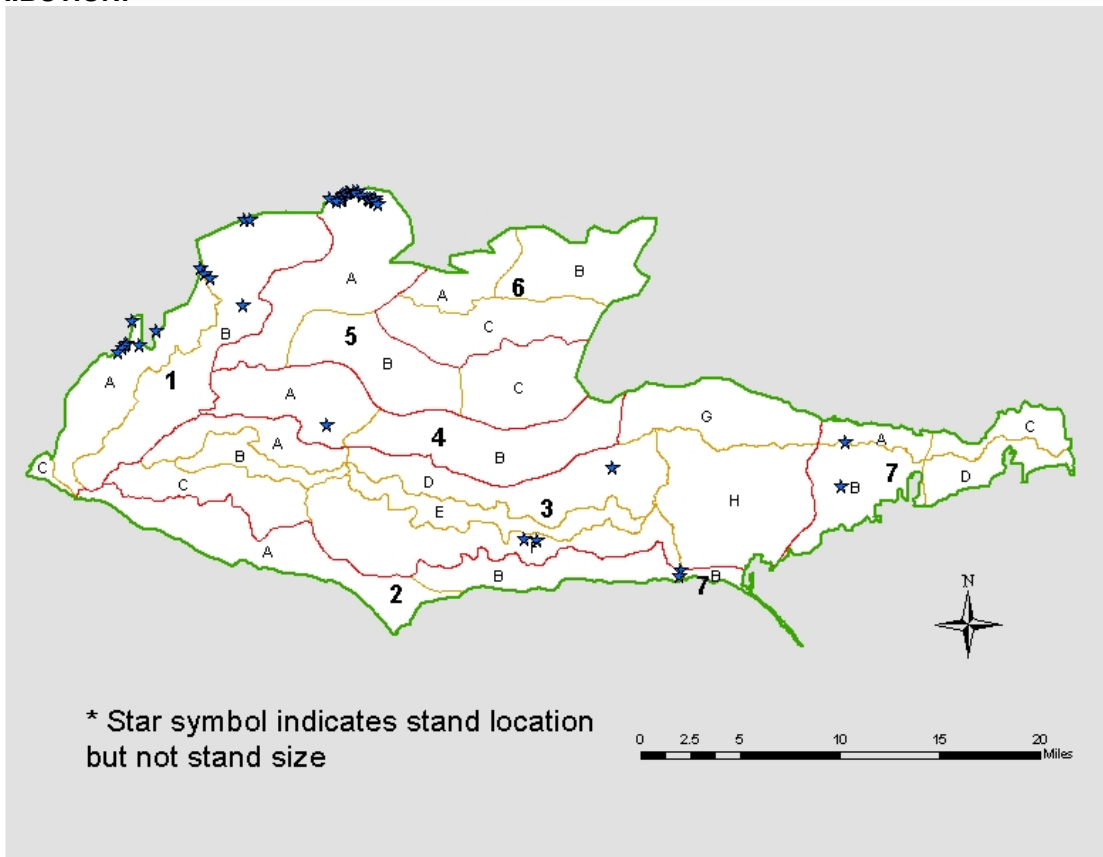 A
B
A
6
C
5
B
B
A
1
C
A
G
C
4
A
A
B
B
C
7
D
C
D
B
3
E
H
F
A
B
B
7
2
N
* Star symbol indicates stand location
but not stand size
0 2.5 5 10 15 20
Miles